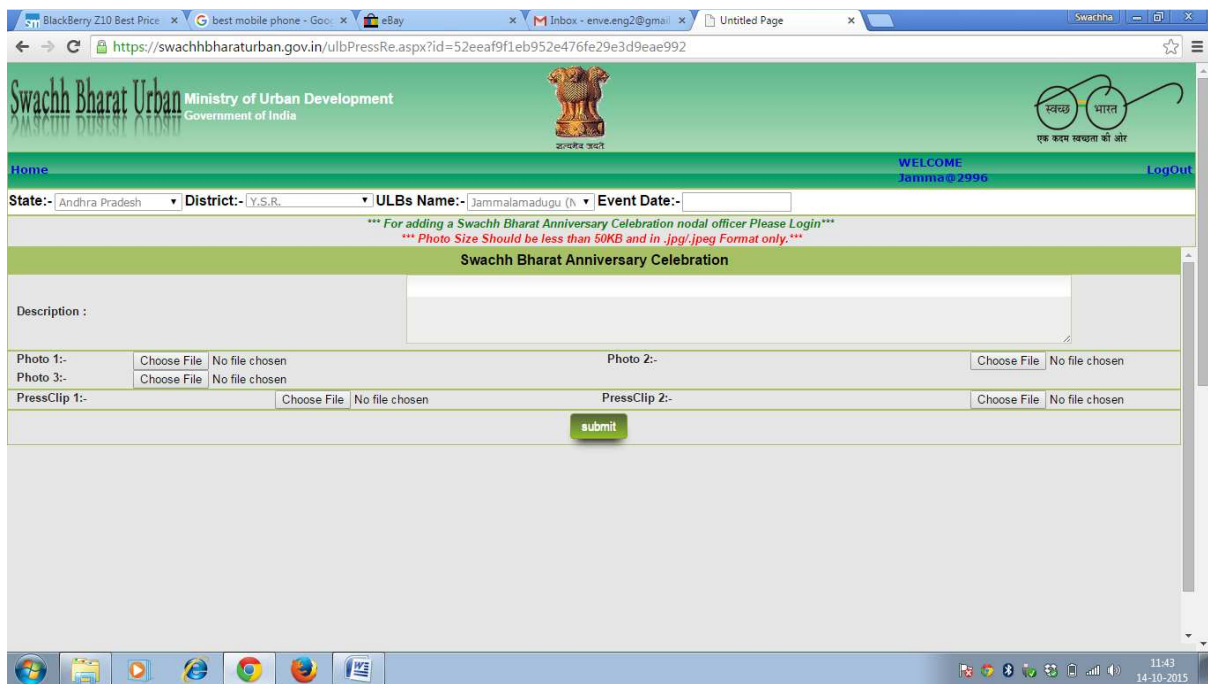 BlackBerry Z10 Best Price
G best mobile phone - Goo
eBay
Inbox - enve.eng2@gmail
Untitled Page
Swachha
https://swachhbharaturban.gov.in/ulbPressRe.aspx?id=52eeaf9f1eb952e476fe29e3d9eae992
Swachh Bharat Urban
Ministry of Urban Development
Government of India
सत्यमेव जयते
स्वच्छ भारत
एक कदम स्वच्छता की ओर
Home
WELCOME
Jamma@2996
LogOut
State:- Andhra Pradesh District:- Y.S.R. ULBs Name:- Jammalamadugu (N Event Date:-
*** For adding a Swachh Bharat Anniversary Celebration nodal officer Please Login***
*** Photo Size Should be less than 50KB and in .jpg/.jpeg Format only.***
Swachh Bharat Anniversary Celebration
Description :
Photo 1:- Choose File No file chosen Photo 2:- Choose File No file chosen
Photo 3:- Choose File No file chosen
PressClip 1:- Choose File No file chosen PressClip 2:- Choose File No file chosen
submit
11:43
14-10-2015